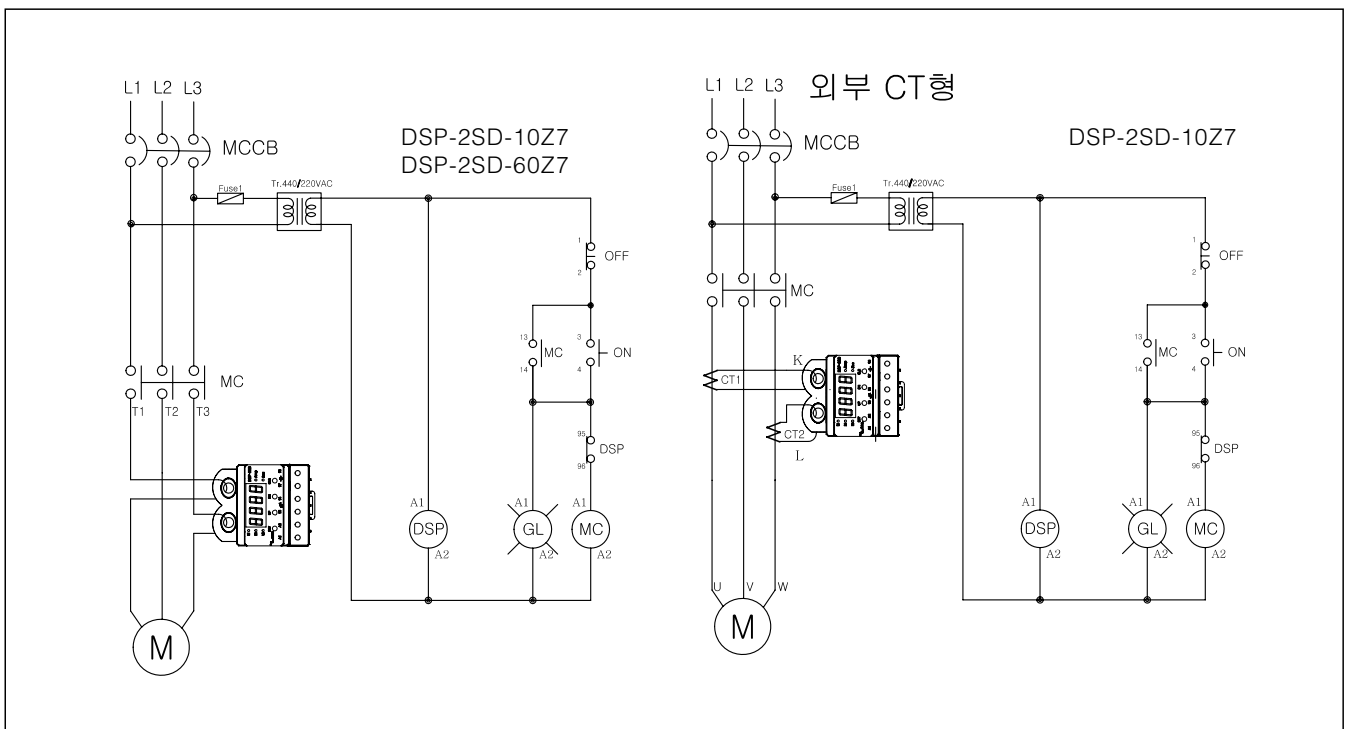 L1 L2 L3
MCCB
DSP-2SD-10Z7
DSP-2SD-60Z7
Fuse1
Tr.440/220VAC
1
OFF
2
13
MC
14
3
ON
4
MC
T1 T2 T3
95
DSP
96
A1
DSP
A2
A1
GL
A2
A1
MC
A2
M
외부 CT형
L1 L2 L3
MCCB
DSP-2SD-10Z7
Fuse1
Tr.440/220VAC
1
OFF
2
MC
13
MC
14
3
ON
4
K
CT1
CT2
L
95
DSP
96
A1
DSP
A2
A1
GL
A2
A1
MC
A2
U V W
M